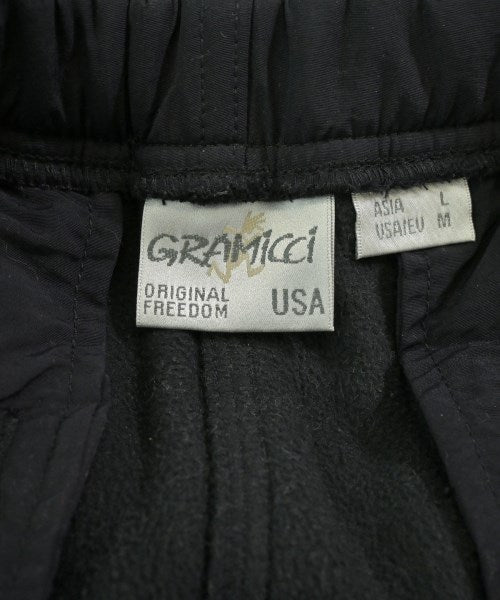 GRAMiCCi
ORIGINAL
FREEDOM
USA
ASIA L
USA/EU M